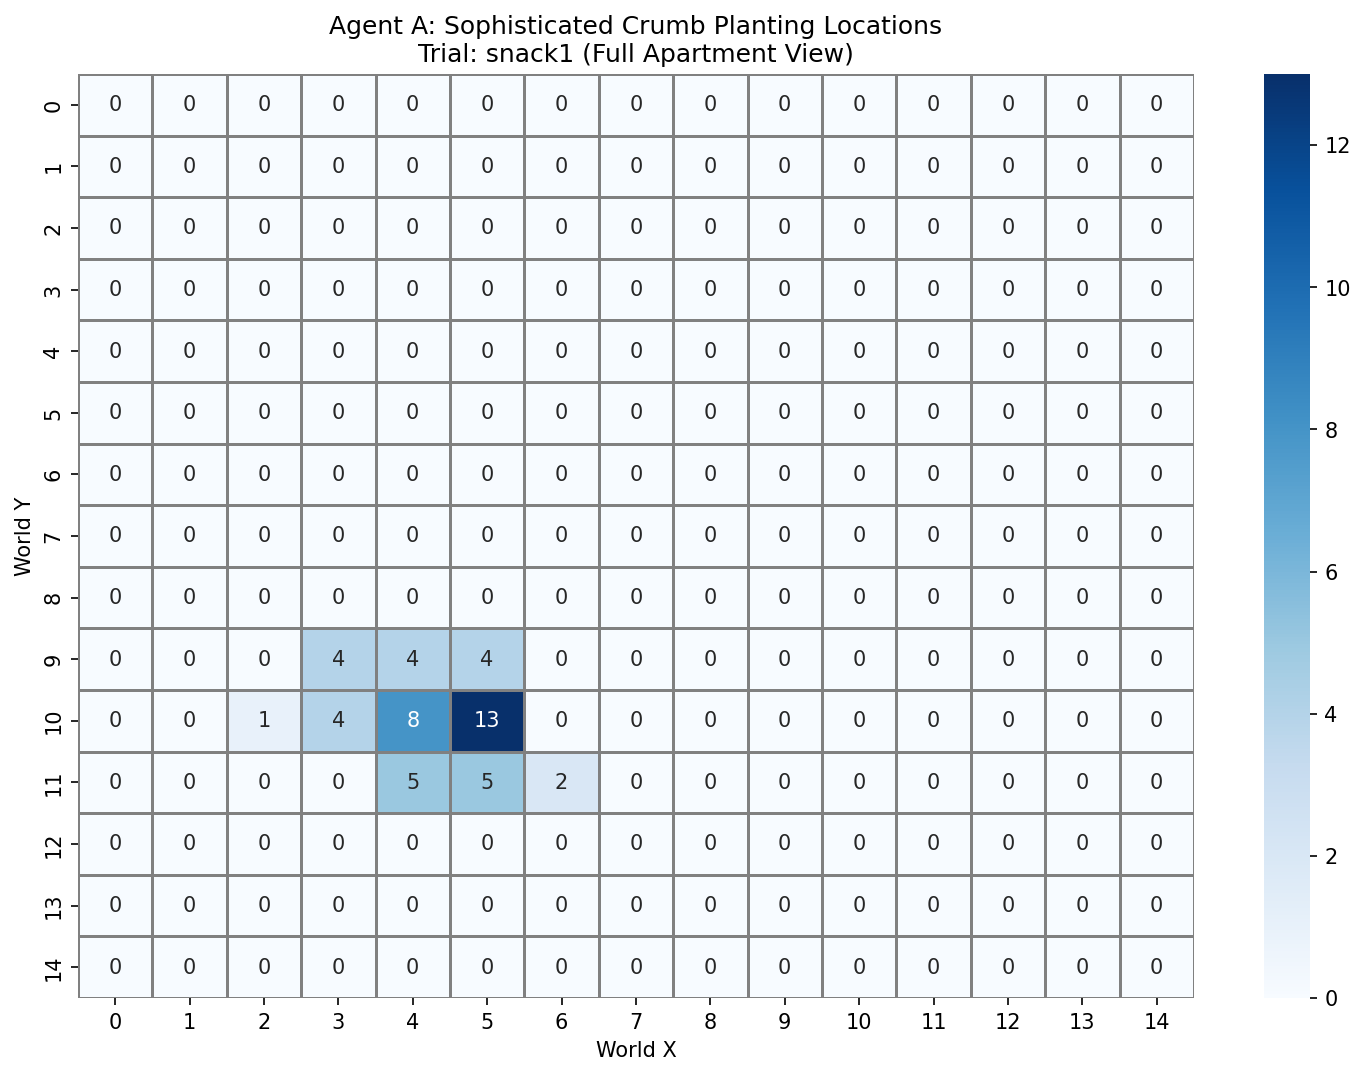 Agent A: Sophisticated Crumb Planting Locations
Trial: snack1 (Full Apartment View)
World Y
0 0 0 0 0 0 0 0 0 0 0 0 0 0 0 0
1 0 0 0 0 0 0 0 0 0 0 0 0 0 0 0
2 0 0 0 0 0 0 0 0 0 0 0 0 0 0 0
3 0 0 0 0 0 0 0 0 0 0 0 0 0 0 0
4 0 0 0 0 0 0 0 0 0 0 0 0 0 0 0
5 0 0 0 0 0 0 0 0 0 0 0 0 0 0 0
6 0 0 0 0 0 0 0 0 0 0 0 0 0 0 0
7 0 0 0 0 0 0 0 0 0 0 0 0 0 0 0
8 0 0 0 0 0 0 0 0 0 0 0 0 0 0 0
9 0 0 0 4 4 4 0 0 0 0 0 0 0 0 0
10 0 0 1 4 8 13 0 0 0 0 0 0 0 0 0
11 0 0 0 0 5 5 2 0 0 0 0 0 0 0 0
12 0 0 0 0 0 0 0 0 0 0 0 0 0 0 0
13 0 0 0 0 0 0 0 0 0 0 0 0 0 0 0
14 0 0 0 0 0 0 0 0 0 0 0 0 0 0 0
0 1 2 3 4 5 6 7 8 9 10 11 12 13 14
World X
12
10
8
6
4
2
0